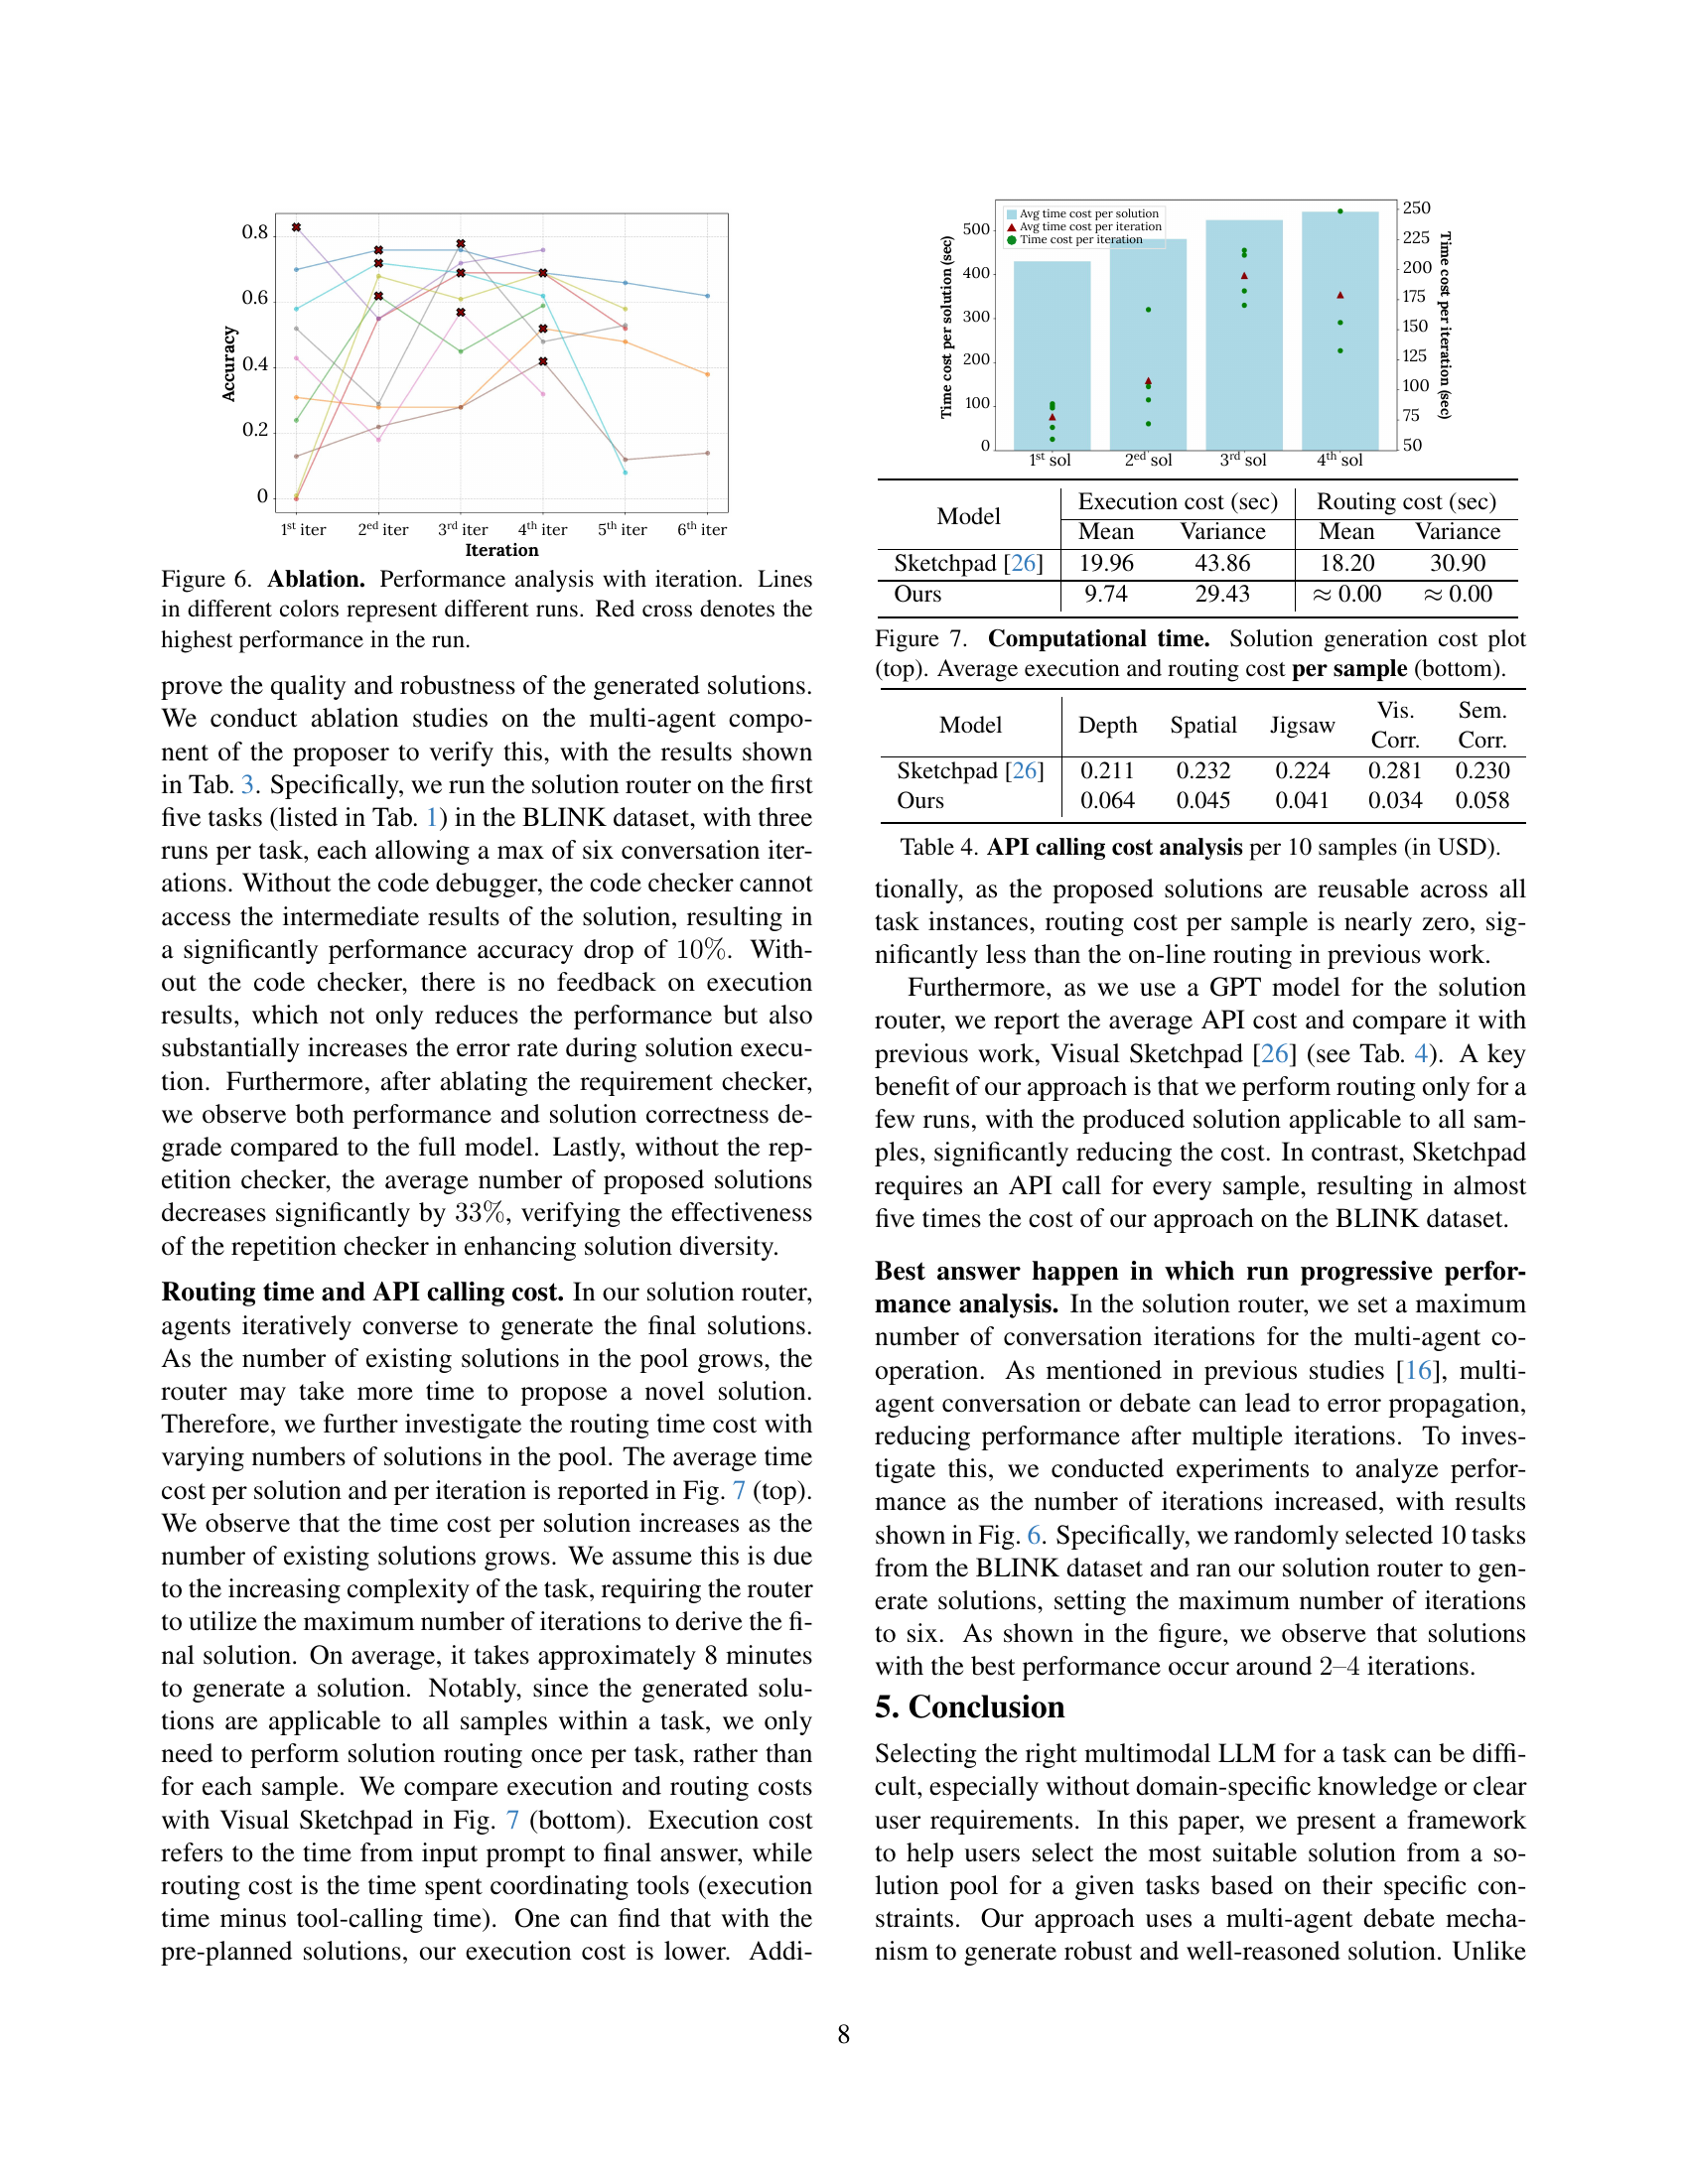 0.8
0.6
0.4
0.2
0
Accuracy
1st iter 2ed iter 3rd iter 4th iter 5th iter 6th iter
Iteration
Figure 6. Ablation. Performance analysis with iteration. Lines
in different colors represent different runs. Red cross denotes the
highest performance in the run.
prove the quality and robustness of the generated solutions.
We conduct ablation studies on the multi-agent compo-
nent of the proposer to verify this, with the results shown
in Tab. 3. Specifically, we run the solution router on the first
five tasks (listed in Tab. 1) in the BLINK dataset, with three
runs per task, each allowing a max of six conversation iter-
ations. Without the code debugger, the code checker cannot
access the intermediate results of the solution, resulting in
a significantly performance accuracy drop of 10%. With-
out the code checker, there is no feedback on execution
results, which not only reduces the performance but also
substantially increases the error rate during solution execu-
tion. Furthermore, after ablating the requirement checker,
we observe both performance and solution correctness de-
grade compared to the full model. Lastly, without the rep-
etition checker, the average number of proposed solutions
decreases significantly by 33%, verifying the effectiveness
of the repetition checker in enhancing solution diversity.
Routing time and API calling cost. In our solution router,
agents iteratively converse to generate the final solutions.
As the number of existing solutions in the pool grows, the
router may take more time to propose a novel solution.
Therefore, we further investigate the routing time cost with
varying numbers of solutions in the pool. The average time
cost per solution and per iteration is reported in Fig. 7 (top).
We observe that the time cost per solution increases as the
number of existing solutions grows. We assume this is due
to the increasing complexity of the task, requiring the router
to utilize the maximum number of iterations to derive the fi-
nal solution. On average, it takes approximately 8 minutes
to generate a solution. Notably, since the generated solu-
tions are applicable to all samples within a task, we only
need to perform solution routing once per task, rather than
for each sample. We compare execution and routing costs
with Visual Sketchpad in Fig. 7 (bottom). Execution cost
refers to the time from input prompt to final answer, while
routing cost is the time spent coordinating tools (execution
time minus tool-calling time). One can find that with the
pre-planned solutions, our execution cost is lower. Addi-
Avg time cost per solution
Avg time cost per iteration
Time cost per iteration
500
400
300
200
100
0
Time cost per solution (sec)
250
225
200
175
150
125
100
75
50
Time cost per iteration (sec)
1st sol 2ed sol 3rd sol 4th sol
Model Execution cost (sec) Routing cost (sec)
Mean Variance Mean Variance
Sketchpad [26] 19.96 43.86 18.20 30.90
Ours 9.74 29.43 ≈ 0.00 ≈ 0.00
Figure 7. Computational time. Solution generation cost plot
(top). Average execution and routing cost per sample (bottom).
Model Depth Spatial Jigsaw Vis. Corr. Sem. Corr.
Sketchpad [26] 0.211 0.232 0.224 0.281 0.230
Ours 0.064 0.045 0.041 0.034 0.058
Table 4. API calling cost analysis per 10 samples (in USD).
tionally, as the proposed solutions are reusable across all
task instances, routing cost per sample is nearly zero, sig-
nificantly less than the on-line routing in previous work.
Furthermore, as we use a GPT model for the solution
router, we report the average API cost and compare it with
previous work, Visual Sketchpad [26] (see Tab. 4). A key
benefit of our approach is that we perform routing only for a
few runs, with the produced solution applicable to all sam-
ples, significantly reducing the cost. In contrast, Sketchpad
requires an API call for every sample, resulting in almost
five times the cost of our approach on the BLINK dataset.
Best answer happen in which run progressive perfor-
mance analysis. In the solution router, we set a maximum
number of conversation iterations for the multi-agent co-
operation. As mentioned in previous studies [16], multi-
agent conversation or debate can lead to error propagation,
reducing performance after multiple iterations. To inves-
tigate this, we conducted experiments to analyze perfor-
mance as the number of iterations increased, with results
shown in Fig. 6. Specifically, we randomly selected 10 tasks
from the BLINK dataset and ran our solution router to gen-
erate solutions, setting the maximum number of iterations
to six. As shown in the figure, we observe that solutions
with the best performance occur around 2–4 iterations.
5. Conclusion
Selecting the right multimodal LLM for a task can be diffi-
cult, especially without domain-specific knowledge or clear
user requirements. In this paper, we present a framework
to help users select the most suitable solution from a so-
lution pool for a given tasks based on their specific con-
straints. Our approach uses a multi-agent debate mecha-
nism to generate robust and well-reasoned solution. Unlike
8